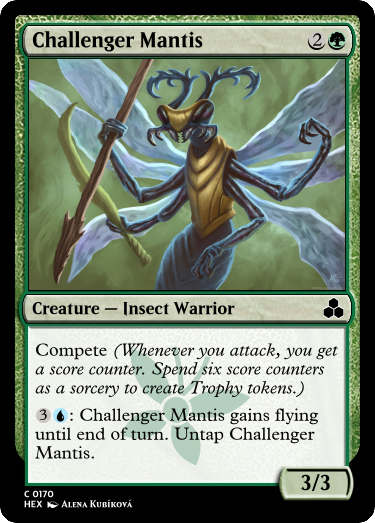 Challenger Mantis 2
Creature — Insect Warrior
Compete (Whenever you attack, you get
a score counter. Spend six score counters
as a sorcery to create Trophy tokens.)
3: Challenger Mantis gains flying
until end of turn. Untap Challenger
Mantis.
3/3
C 0170
HEX Alena Kubíková